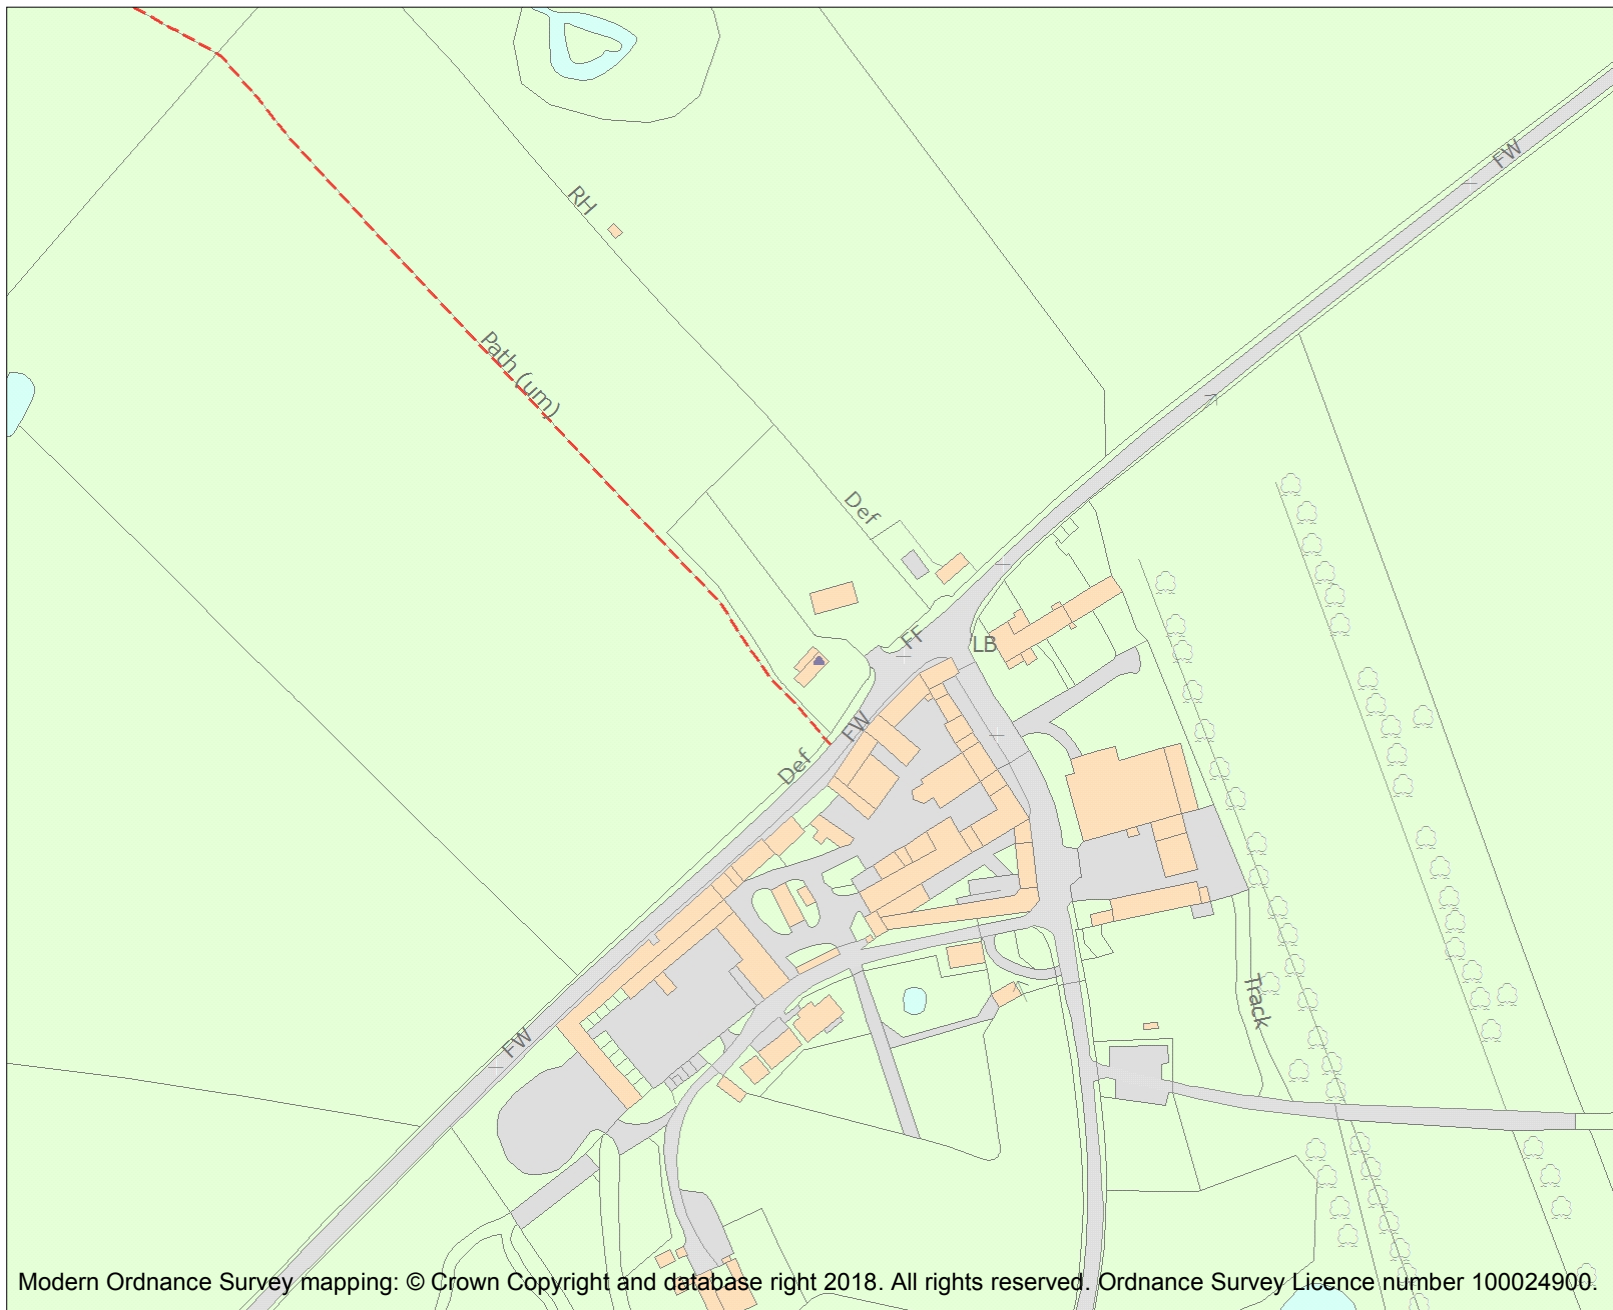 FW
RH
Path (um)
Def
FF
LB
FW
Def
Track
FW
Modern Ordnance Survey mapping: © Crown Copyright and database right 2018. All rights reserved. Ordnance Survey Licence number 100024900.